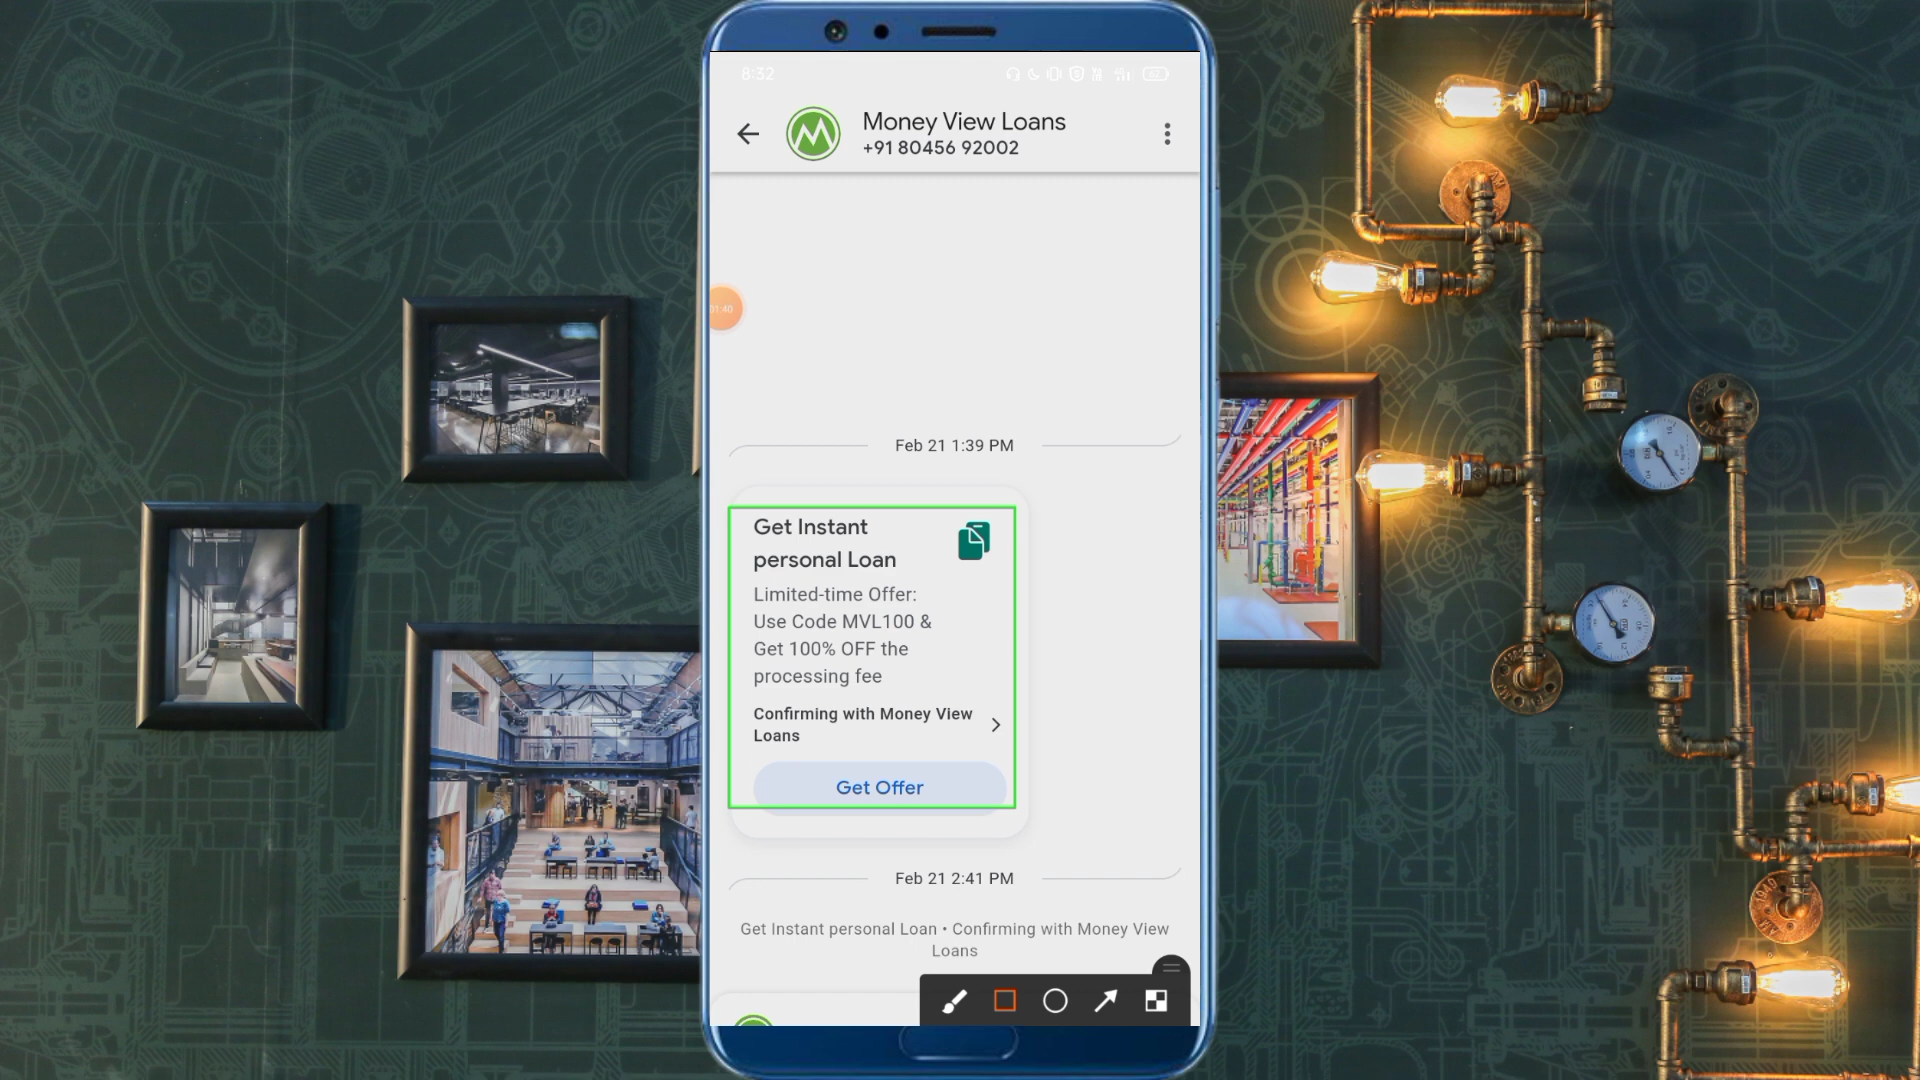 8:32
Money View Loans
+91 80456 92002
01:40
Feb 21 1:39 PM
Get Instant
personal Loan
Limited-time Offer:
Use Code MVL100 &
Get 100% OFF the
processing fee
Confirming with Money View
Loans
Get Offer
Feb 21 2:41 PM
Get Instant personal Loan • Confirming with Money View
Loans